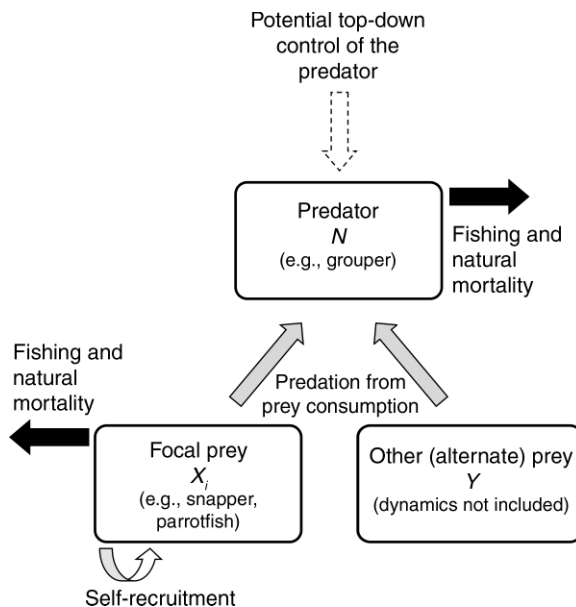 Potential top-down
control of the
predator
Predator
N
(e.g., grouper)
Fishing and
natural
mortality
Fishing and
natural
mortality
Predation from
prey consumption
Focal prey
X_i
(e.g., snapper,
parrotfish)
Other (alternate) prey
Y
(dynamics not included)
Self-recruitment